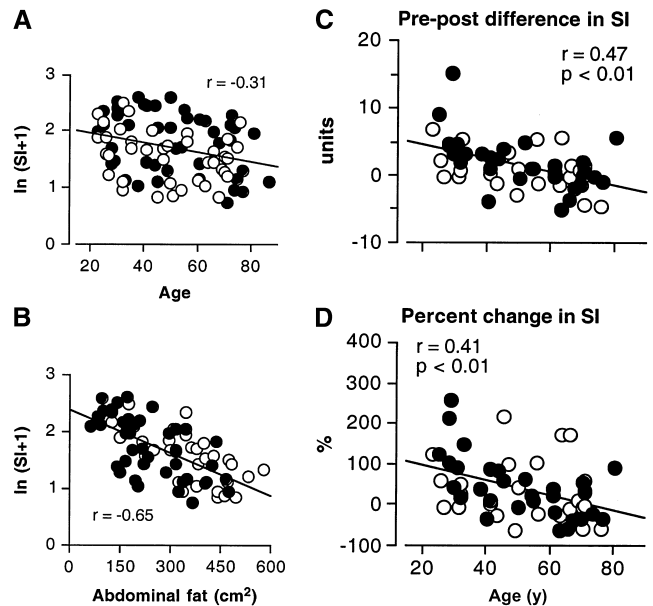 A
3
2
1
0
ln (SI+1)
r = -0.31
20 40 60 80
Age
B
3
2
1
0
ln (SI+1)
r = -0.65
0 150 300 450 600
Abdominal fat (cm2)
C
Pre-post difference in SI
20
10
0
-10
units
r = 0.47
p < 0.01
D
Percent change in SI
400
300
200
100
0
-100
%
r = 0.41
p < 0.01
20 40 60 80
Age (y)